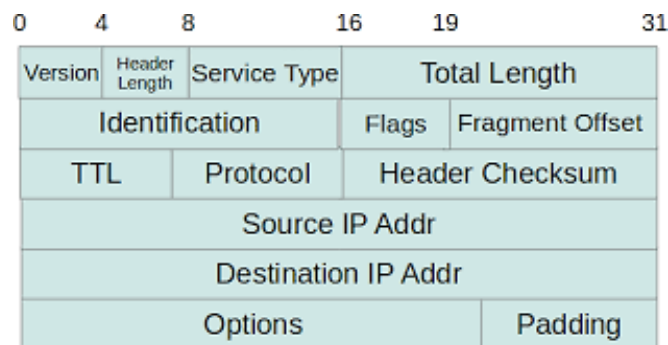 0 4 8 16 19 31
Version Header Length Service Type Total Length
Identification Flags Fragment Offset
TTL Protocol Header Checksum
Source IP Addr
Destination IP Addr
Options Padding